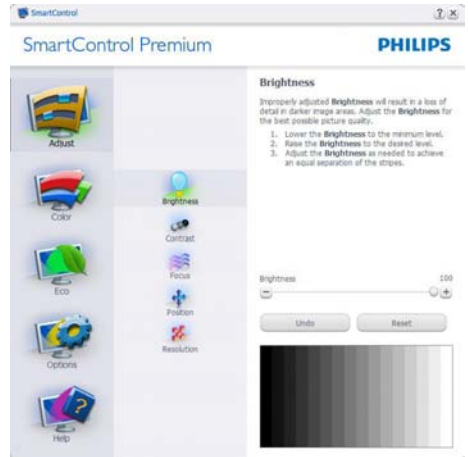 SmartControl
? X
SmartControl Premium
PHILIPS
Adjust
Color
Eco
Options
Help
Brightness
Contrast
Focus
Position
Resolution
Brightness
Improperly adjusted Brightness will result in a loss of
detail in darker image areas. Adjust the Brightness for
the best possible picture quality.
1. Lower the Brightness to the minimum level.
2. Raise the Brightness to the desired level.
3. Adjust the Brightness as needed to achieve
an equal separation of the stripes.
Brightness 100
Undo Reset